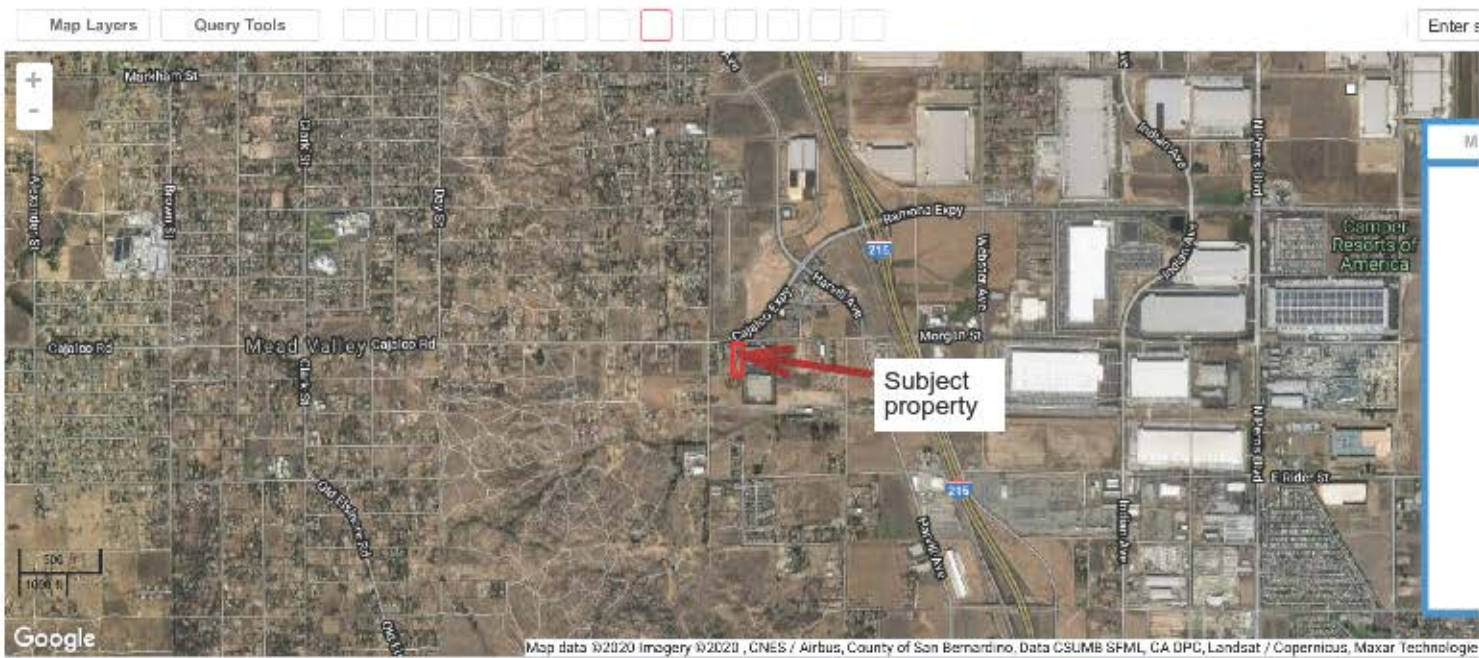 Map Layers
Query Tools
Enter s
+
-
Markham St
Clark St
Alexander St
Brown St
Day St
Ave
Ave
Indian Ave
N Perris Blvd
M
Ramona Expy
215
Webster Ave
Indian Ave
Camper
Resorts of
America
Harvill Ave
Cajalco Expy
Cajalco Rd
Mead Valley
Cajalco Rd
Morgan St
Clark St
Subject
property
N Perris Blvd
E Rider St
Old Elsinore Rd
215
Indian Ave
Harvill Ave
1000 ft
Google
Map data ©2020 Imagery ©2020 , CNES / Airbus, County of San Bernardino, Data CSUMB SFML, CA OPC, Landsat / Copernicus, Maxar Technologie